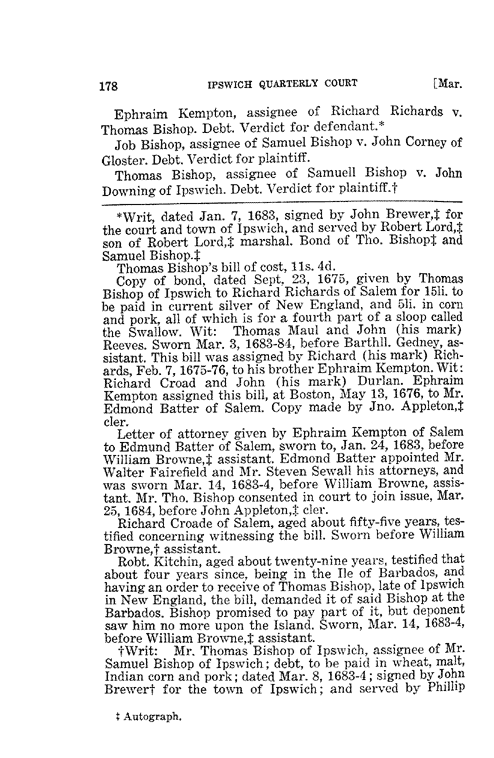 178 IPSWICH QUARTERLY COURT [Mar.
Ephraim Kempton, assignee of Richard Richards v.
Thomas Bishop. Debt. Verdict for defendant.*
Job Bishop, assignee of Samuel Bishop v. John Corney of
Gloster. Debt. Verdict for plaintiff.
Thomas Bishop, assignee of Samuell Bishop v. John
Downing of Ipswich. Debt. Verdict for plaintiff.†
*Writ, dated Jan. 7, 1683, signed by John Brewer,‡ for
the court and town of Ipswich, and served by Robert Lord,‡
son of Robert Lord,‡ marshal. Bond of Tho. Bishop‡ and
Samuel Bishop.‡
Thomas Bishop's bill of cost, 11s. 4d.
Copy of bond, dated Sept. 23, 1675, given by Thomas
Bishop of Ipswich to Richard Richards of Salem for 15li. to
be paid in current silver of New England, and 5li. in corn
and pork, all of which is for a fourth part of a sloop called
the Swallow. Wit: Thomas Maul and John (his mark)
Reeves. Sworn Mar. 3, 1683-84, before Barthll. Gedney, as-
sistant. This bill was assigned by Richard (his mark) Rich-
ards, Feb. 7, 1675-76, to his brother Ephraim Kempton. Wit:
Richard Croad and John (his mark) Durlan. Ephraim
Kempton assigned this bill, at Boston, May 13, 1676, to Mr.
Edmond Batter of Salem. Copy made by Jno. Appleton,‡
cler.
Letter of attorney given by Ephraim Kempton of Salem
to Edmund Batter of Salem, sworn to, Jan. 24, 1683, before
William Browne,‡ assistant. Edmond Batter appointed Mr.
Walter Fairefield and Mr. Steven Sewall his attorneys, and
was sworn Mar. 14, 1683-4, before William Browne, assis-
tant. Mr. Tho. Bishop consented in court to join issue, Mar.
25, 1684, before John Appleton,‡ cler.
Richard Croade of Salem, aged about fifty-five years, tes-
tified concerning witnessing the bill. Sworn before William
Browne,† assistant.
Robt. Kitchin, aged about twenty-nine years, testified that
about four years since, being in the Ile of Barbados, and
having an order to receive of Thomas Bishop, late of Ipswich
in New England, the bill, demanded it of said Bishop at the
Barbados. Bishop promised to pay part of it, but deponent
saw him no more upon the Island. Sworn, Mar. 14, 1683-4,
before William Browne,‡ assistant.
†Writ: Mr. Thomas Bishop of Ipswich, assignee of Mr.
Samuel Bishop of Ipswich; debt, to be paid in wheat, malt,
Indian corn and pork; dated Mar. 8, 1683-4; signed by John
Brewer† for the town of Ipswich; and served by Phillip
‡ Autograph.